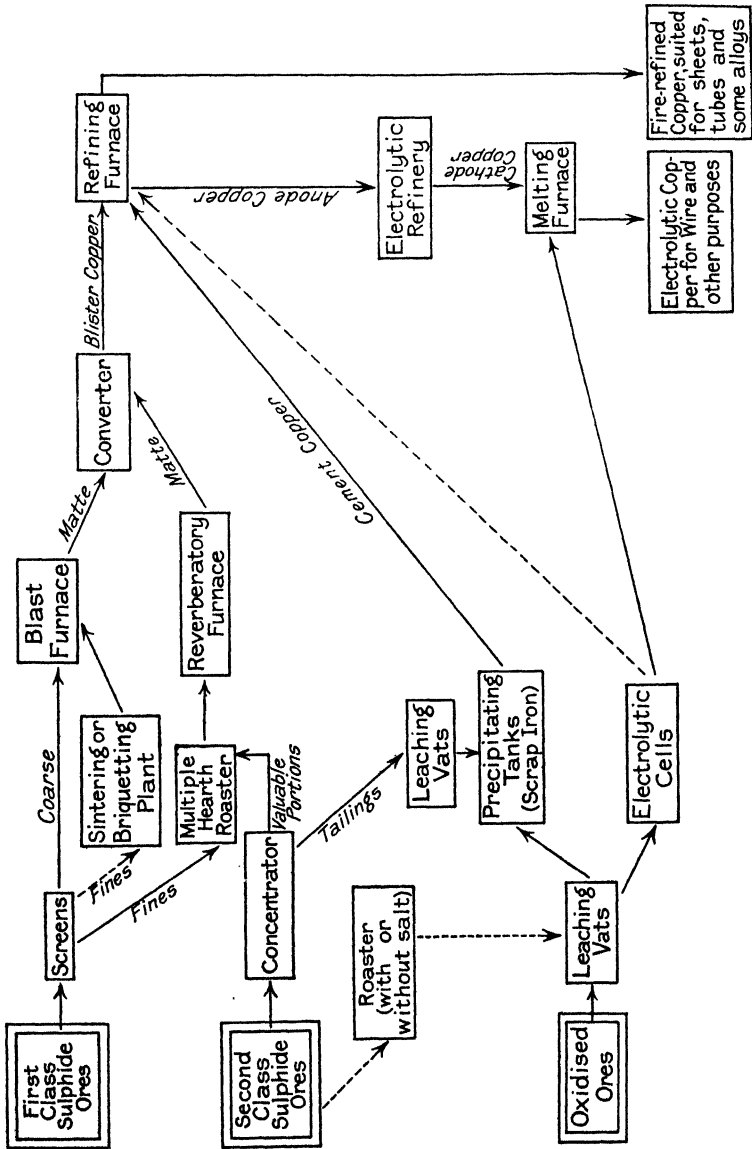 First
Class
Sulphide
Ores
Screens
Coarse
Fines
Fines
Sintering or
Briquetting
Plant
Blast
Furnace
Matte
Converter
Blister Copper
Refining
Furnace
Multiple
Hearth
Roaster
Reverberatory
Furnace
Matte
Second
Class
Sulphide
Ores
Concentrator
Valuable
Portions
Tailings
Leaching
Vats
Precipitating
Tanks
(Scrap Iron)
Cement Copper
Roaster
(with or
without salt)
Oxidised
Ores
Leaching
Vats
Electrolytic
Cells
Anode Copper
Electrolytic
Refinery
Cathode
Copper
Melting
Furnace
Electrolytic Cop-
per for Wire and
other purposes
Fire-refined
Copper, suited
for sheets,
tubes and
some alloys